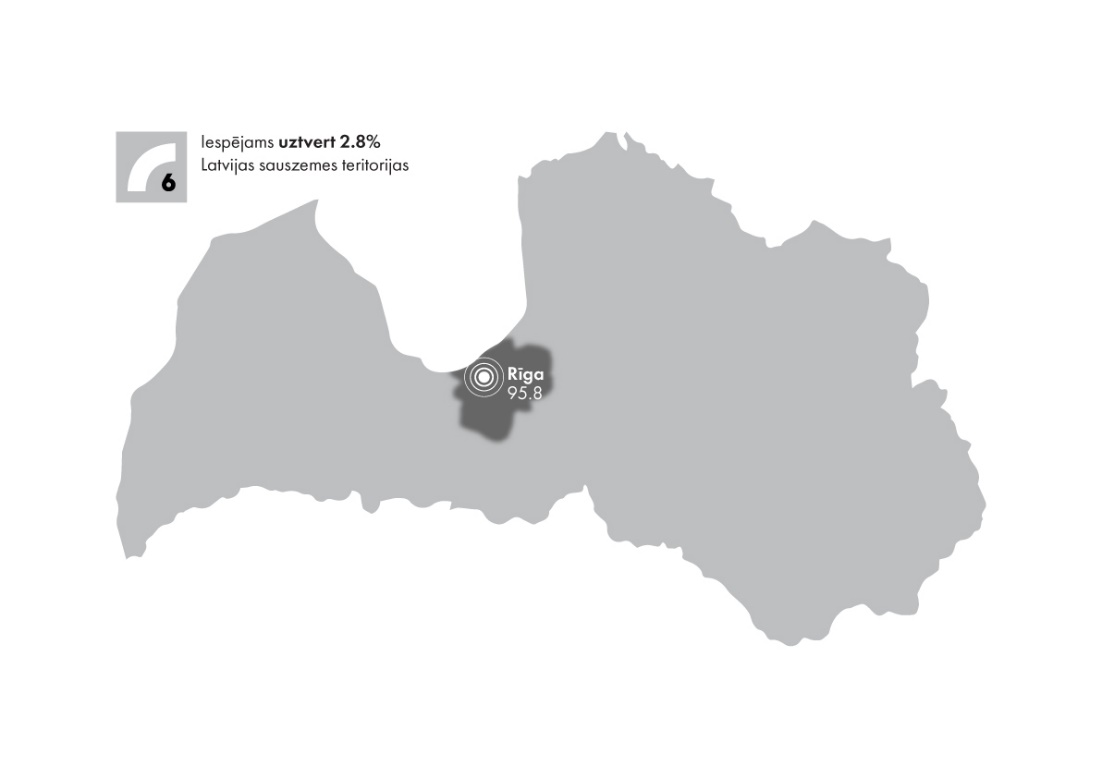 6
Iespējams uztvert 2.8%
Latvijas sauszemes teritorijas
Rīga
95.8